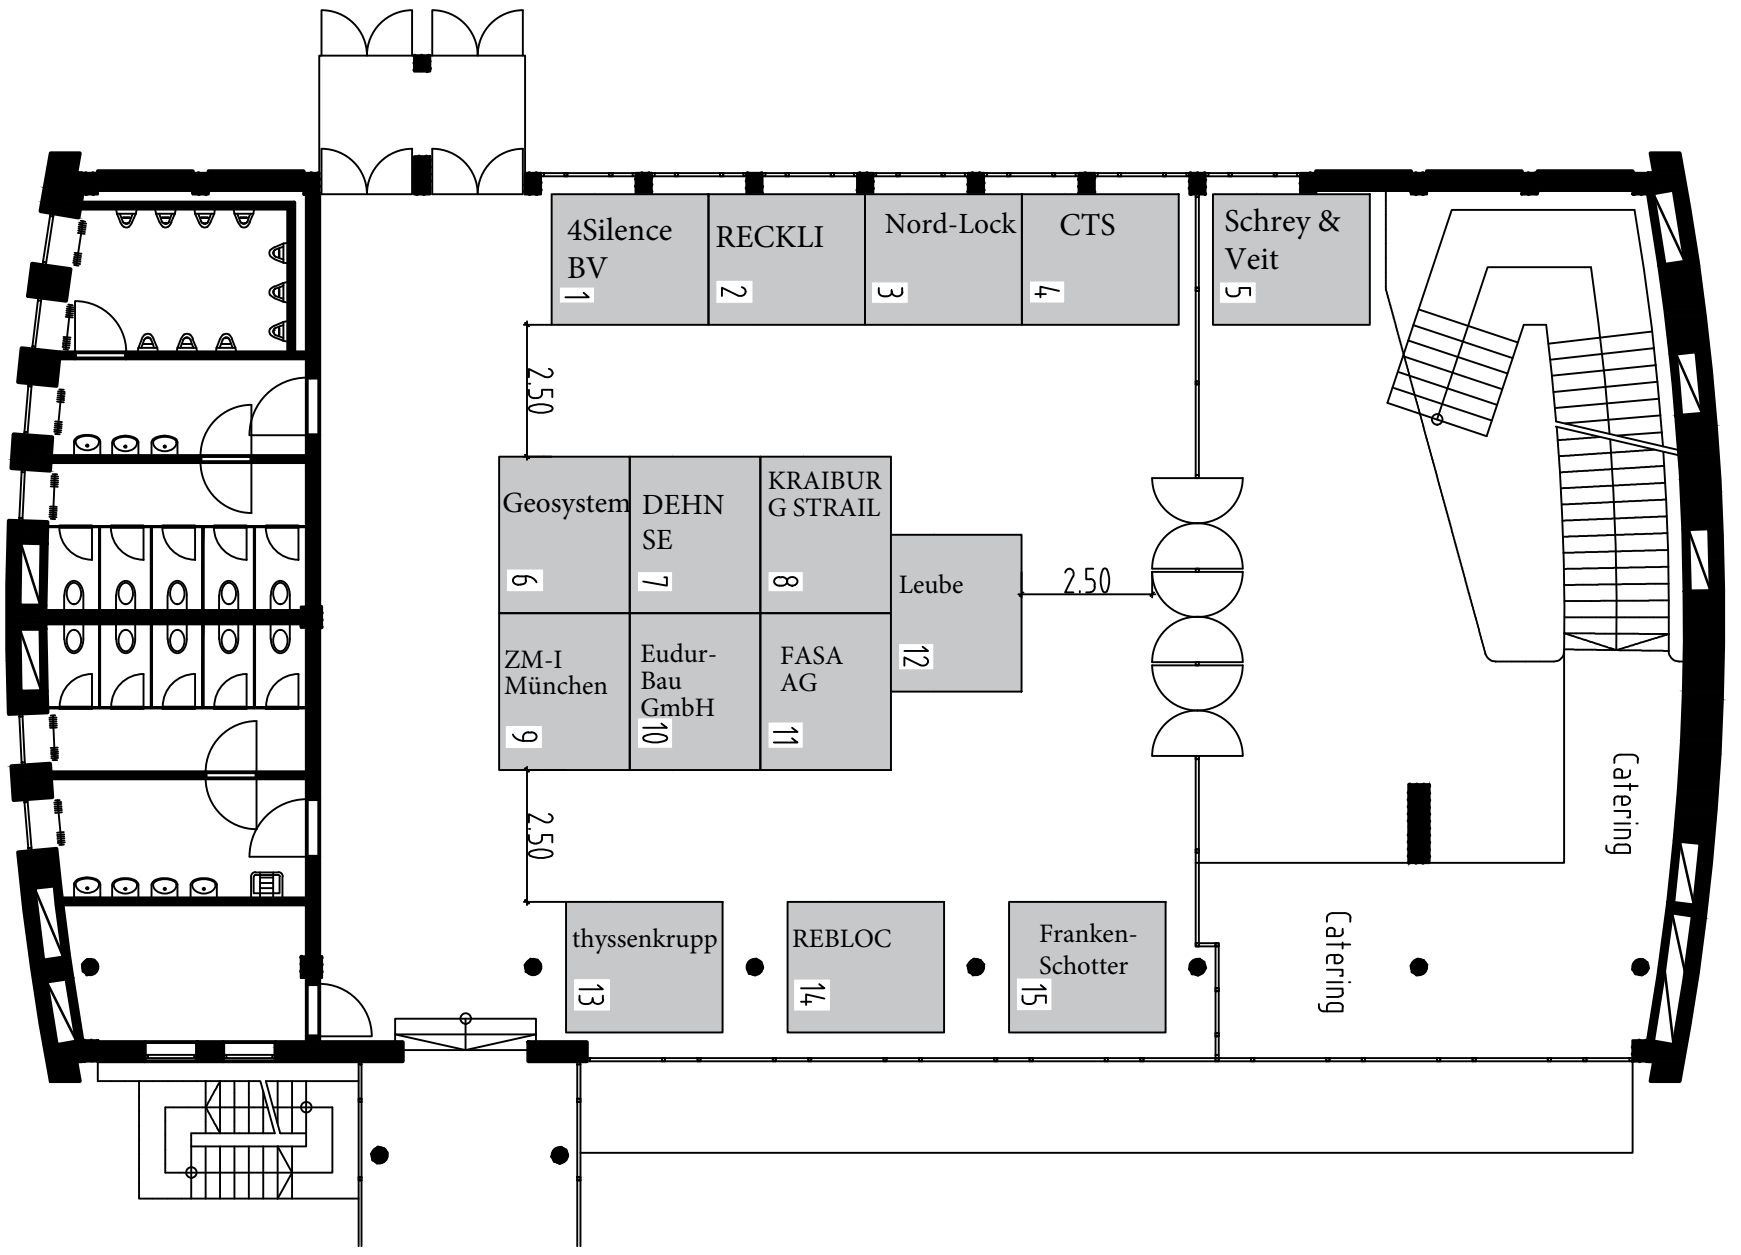 4Silence
BV
1
RECKLI
2
Nord-Lock
3
CTS
4
Schrey &
Veit
5
2.50
Geosystem
6
DEHN
SE
7
KRAIBUR
G STRAIL
8
Leube
12
2.50
ZM-I
München
9
Eudur-
Bau
GmbH
10
FASA
AG
11
2.50
Catering
Catering
thyssenkrupp
13
REBLOC
14
Franken-
Schotter
15